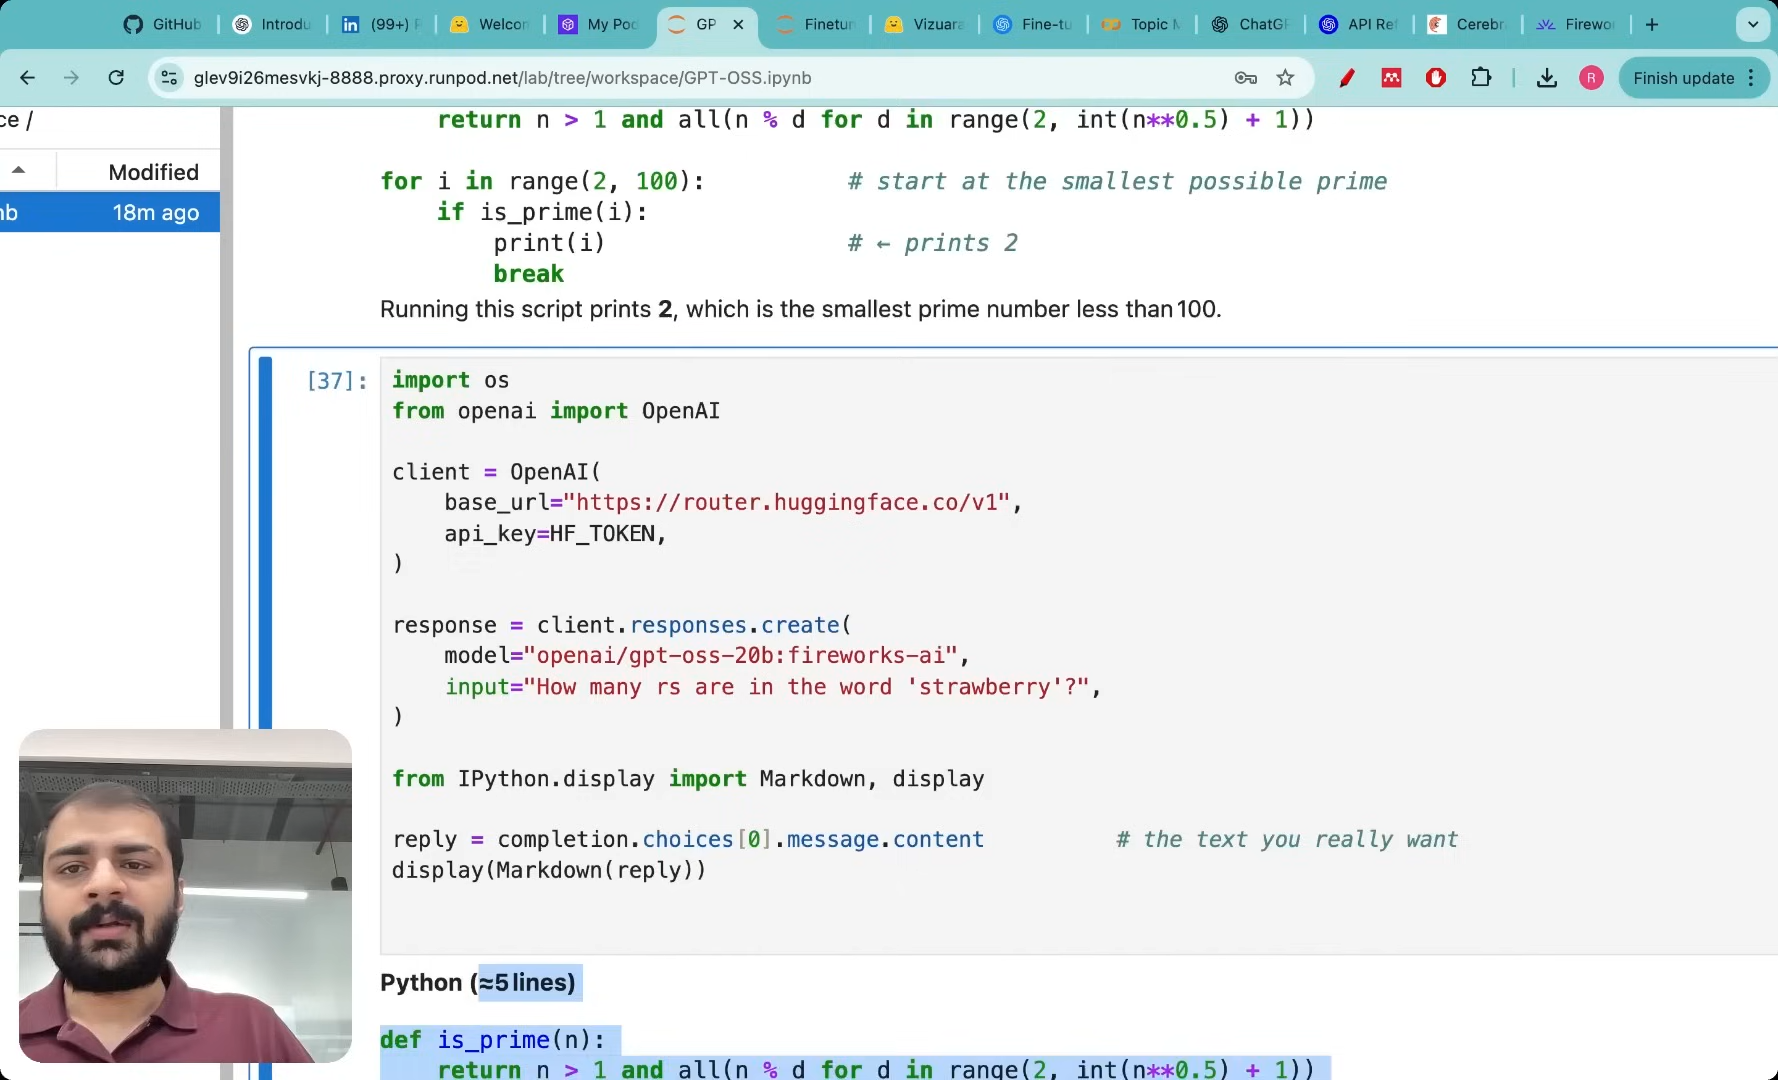 GitHub
Introdu
(99+) F
Welcom
My Pod
GP
Finetun
Vizuara
Fine-tu
Topic M
ChatGP
API Ref
Cerebra
Firewo
glev9i26mesvkj-8888.proxy.runpod.net/lab/tree/workspace/GPT-OSS.ipynb
R
Finish update
ce /
Modified
nb 18m ago
return n > 1 and all(n % d for d in range(2, int(n**0.5) + 1))
for i in range(2, 100): # start at the smallest possible prime
if is_prime(i):
print(i) # ← prints 2
break
Running this script prints 2, which is the smallest prime number less than 100.
[37]:
import os
from openai import OpenAI
client = OpenAI(
base_url="https://router.huggingface.co/v1",
api_key=HF_TOKEN,
)
response = client.responses.create(
model="openai/gpt-oss-20b:fireworks-ai",
input="How many rs are in the word 'strawberry'?",
)
from IPython.display import Markdown, display
reply = completion.choices[0].message.content # the text you really want
display(Markdown(reply))
Python (≈5 lines)
def is_prime(n):
return n > 1 and all(n % d for d in range(2, int(n**0.5) + 1))